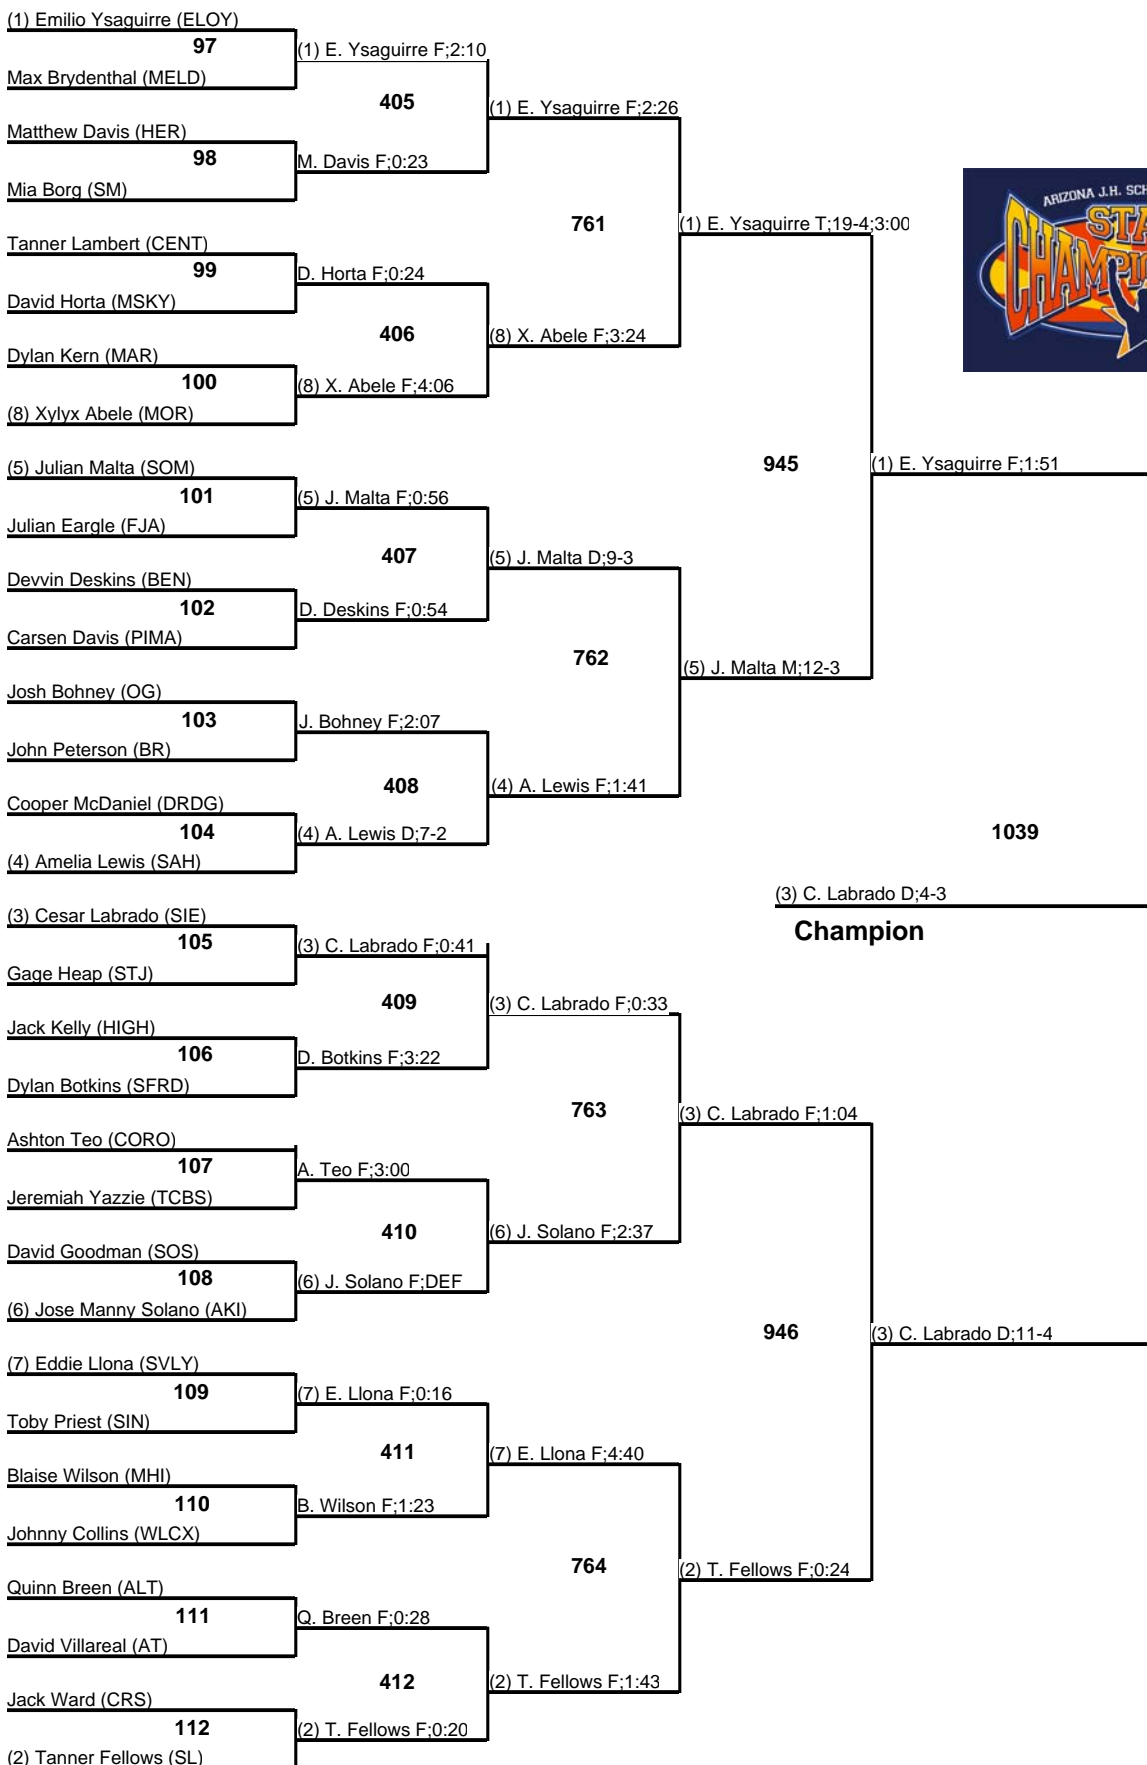 (1) Emilio Ysaguirre (ELOY)
97
(1) E. Ysaguirre F;2:10
Max Brydenthal (MELD)
405
(1) E. Ysaguirre F;2:26
Matthew Davis (HER)
98
M. Davis F;0:23
Mia Borg (SM)
761
(1) E. Ysaguirre T;19-4;3:00
Tanner Lambert (CENT)
99
D. Horta F;0:24
David Horta (MSKY)
406
(8) X. Abele F;3:24
Dylan Kern (MAR)
100
(8) X. Abele F;4:06
(8) Xylyx Abele (MOR)
ARIZONA J.H. SCH
STA
CHAMPIO
945
(1) E. Ysaguirre F;1:51
(5) Julian Malta (SOM)
101
(5) J. Malta F;0:56
Julian Eargle (FJA)
407
(5) J. Malta D;9-3
Devvin Deskins (BEN)
102
D. Deskins F;0:54
Carsen Davis (PIMA)
762
(5) J. Malta M;12-3
Josh Bohney (OG)
103
J. Bohney F;2:07
John Peterson (BR)
408
(4) A. Lewis F;1:41
Cooper McDaniel (DRDG)
104
(4) A. Lewis D;7-2
(4) Amelia Lewis (SAH)
1039
(3) C. Labrado D;4-3
Champion
(3) Cesar Labrado (SIE)
105
(3) C. Labrado F;0:41
Gage Heap (STJ)
409
(3) C. Labrado F;0:33
Jack Kelly (HIGH)
106
D. Botkins F;3:22
Dylan Botkins (SFRD)
763
(3) C. Labrado F;1:04
Ashton Teo (CORO)
107
A. Teo F;3:00
Jeremiah Yazzie (TCBS)
410
(6) J. Solano F;2:37
David Goodman (SOS)
108
(6) J. Solano F;DEF
(6) Jose Manny Solano (AKI)
946
(3) C. Labrado D;11-4
(7) Eddie Llona (SVLY)
109
(7) E. Llona F;0:16
Toby Priest (SIN)
411
(7) E. Llona F;4:40
Blaise Wilson (MHI)
110
B. Wilson F;1:23
Johnny Collins (WLCX)
764
(2) T. Fellows F;0:24
Quinn Breen (ALT)
111
Q. Breen F;0:28
David Villareal (AT)
412
(2) T. Fellows F;1:43
Jack Ward (CRS)
112
(2) T. Fellows F;0:20
(2) Tanner Fellows (SL)